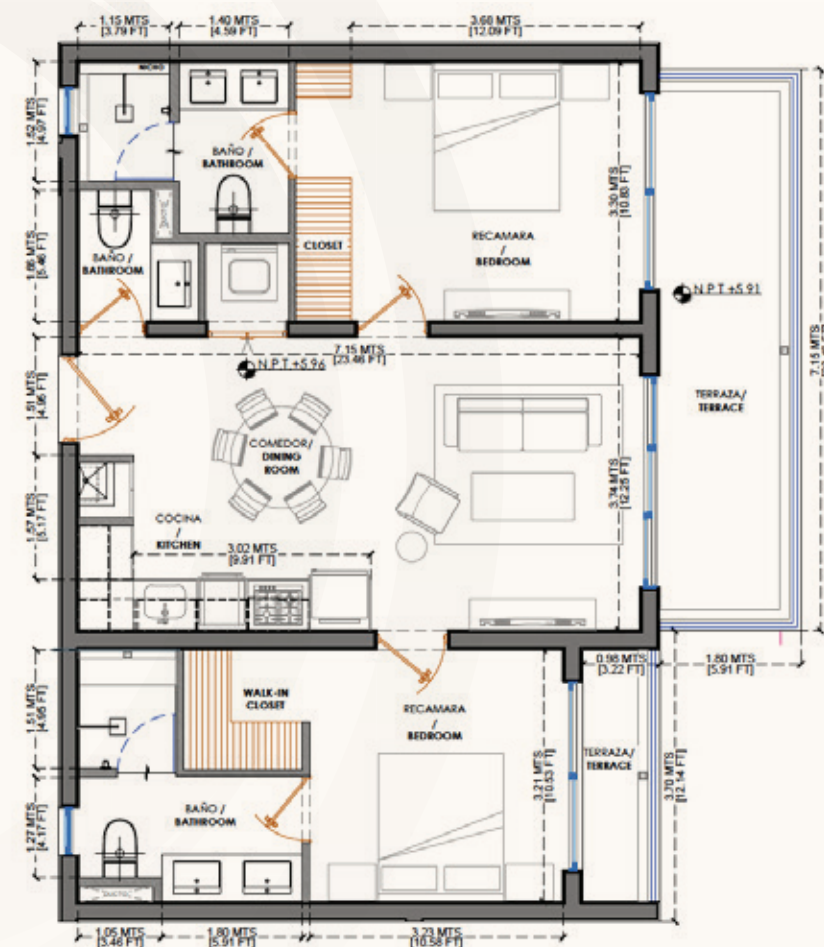 1.15 MTS
[3.79 FT]
1.40 MTS
[4.59 FT]
3.68 MTS
[12.09 FT]
NICHO
1.52 MTS
[4.97 FT]
BAÑO /
BATHROOM
3.30 MTS
[10.83 FT]
RECAMARA
/
BEDROOM
CLOSET
BAÑO /
BATHROOM
1.66 MTS
[5.46 FT]
N.P.T.+5.91
7.15 MTS
[23.46 FT]
N.P.T.+5.96
7.15 MTS
1.51 MTS
[4.95 FT]
TERRAZA/
TERRACE
COMEDOR/
DINING
ROOM
3.74 MTS
[12.25 FT]
1.57 MTS
[5.17 FT]
COCINA
/
KITCHEN
3.02 MTS
[9.91 FT]
0.98 MTS
[3.22 FT]
1.80 MTS
[5.91 FT]
1.51 MTS
[4.95 FT]
WALK-IN
CLOSET
RECAMARA
/
BEDROOM
TERRAZA/
TERRACE
3.21 MTS
[10.53 FT]
3.70 MTS
[12.14 FT]
BAÑO /
BATHROOM
1.27 MTS
[4.17 FT]
1.05 MTS
[3.46 FT]
1.80 MTS
[5.91 FT]
3.23 MTS
[10.58 FT]